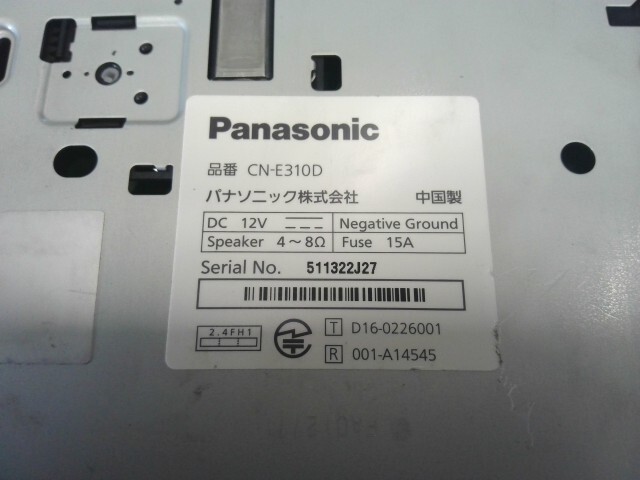 Panasonic
品番 CN-E310D
パナソニック株式会社 中国製
DC 12V Negative Ground
Speaker 4～8Ω Fuse 15A
Serial No. 511322J27
2.4FH1
T D16-0226001
R 001-A14545